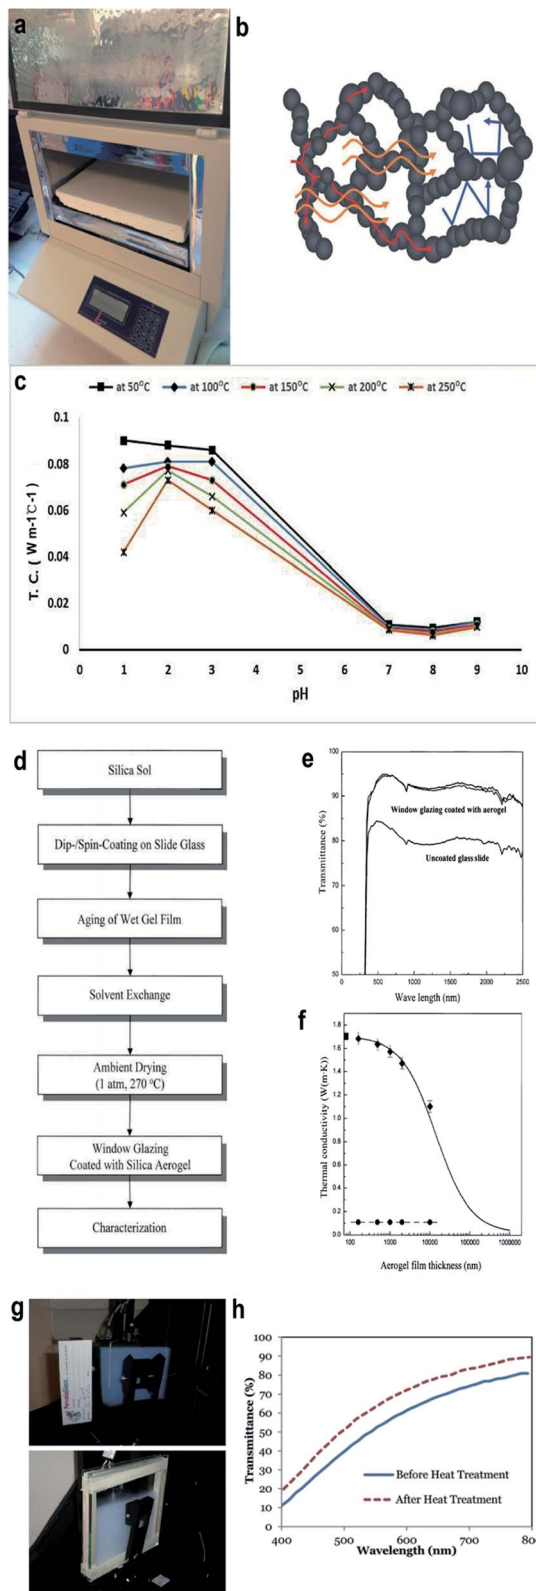 a
b
c
at 50°C at 100°C at 150°C at 200°C at 250°C
0.1
0.08
0.06
0.04
0.02
0
T. C. ( W m-1℃-1)
0 1 2 3 4 5 6 7 8 9 10
pH
d
Silica Sol
Dip-/Spin-Coating on Slide Glass
Aging of Wet Gel Film
Solvent Exchange
Ambient Drying
(1 atm, 270 °C)
Window Glazing
Coated with Silica Aerogel
Characterization
e
100
90
80
70
60
50
Transmittance (%)
Window glazing coated with aerogel
Uncoated glass slide
0 500 1000 1500 2000 2500
Wave length (nm)
f
1.8
1.6
1.4
1.2
1.0
0.8
0.6
0.4
0.2
0.0
Thermal conductivity (W(m·K))
100 1000 10000 100000 1000000
Aerogel film thickness (nm)
g
h
100
90
80
70
60
50
40
30
20
10
0
Transmittance (%)
Before Heat Treatment
After Heat Treatment
400 500 600 700 800
Wavelength (nm)